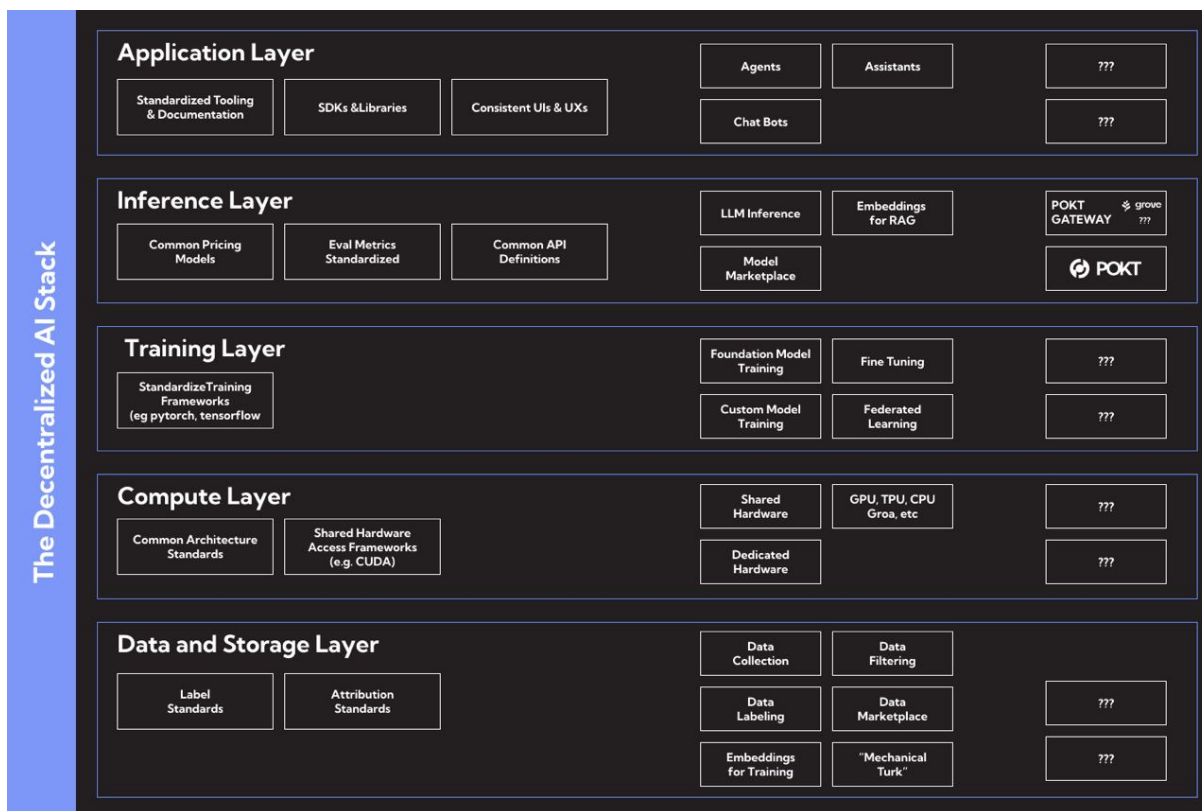 The Decentralized AI Stack
Application Layer
Standardized Tooling
& Documentation
SDKs &Libraries
Consistent UIs & UXs
Agents
Assistants
Chat Bots
???
???
Inference Layer
Common Pricing
Models
Eval Metrics
Standardized
Common API
Definitions
LLM Inference
Embeddings
for RAG
Model
Marketplace
POKT
GATEWAY
grove
???
POKT
Training Layer
StandardizeTraining
Frameworks
(eg pytorch, tensorflow
Foundation Model
Training
Fine Tuning
Custom Model
Training
Federated
Learning
???
???
Compute Layer
Common Architecture
Standards
Shared Hardware
Access Frameworks
(e.g. CUDA)
Shared
Hardware
GPU, TPU, CPU
Groa, etc
Dedicated
Hardware
???
???
Data and Storage Layer
Label
Standards
Attribution
Standards
Data
Collection
Data
Filtering
Data
Labeling
Data
Marketplace
Embeddings
for Training
"Mechanical
Turk"
???
???